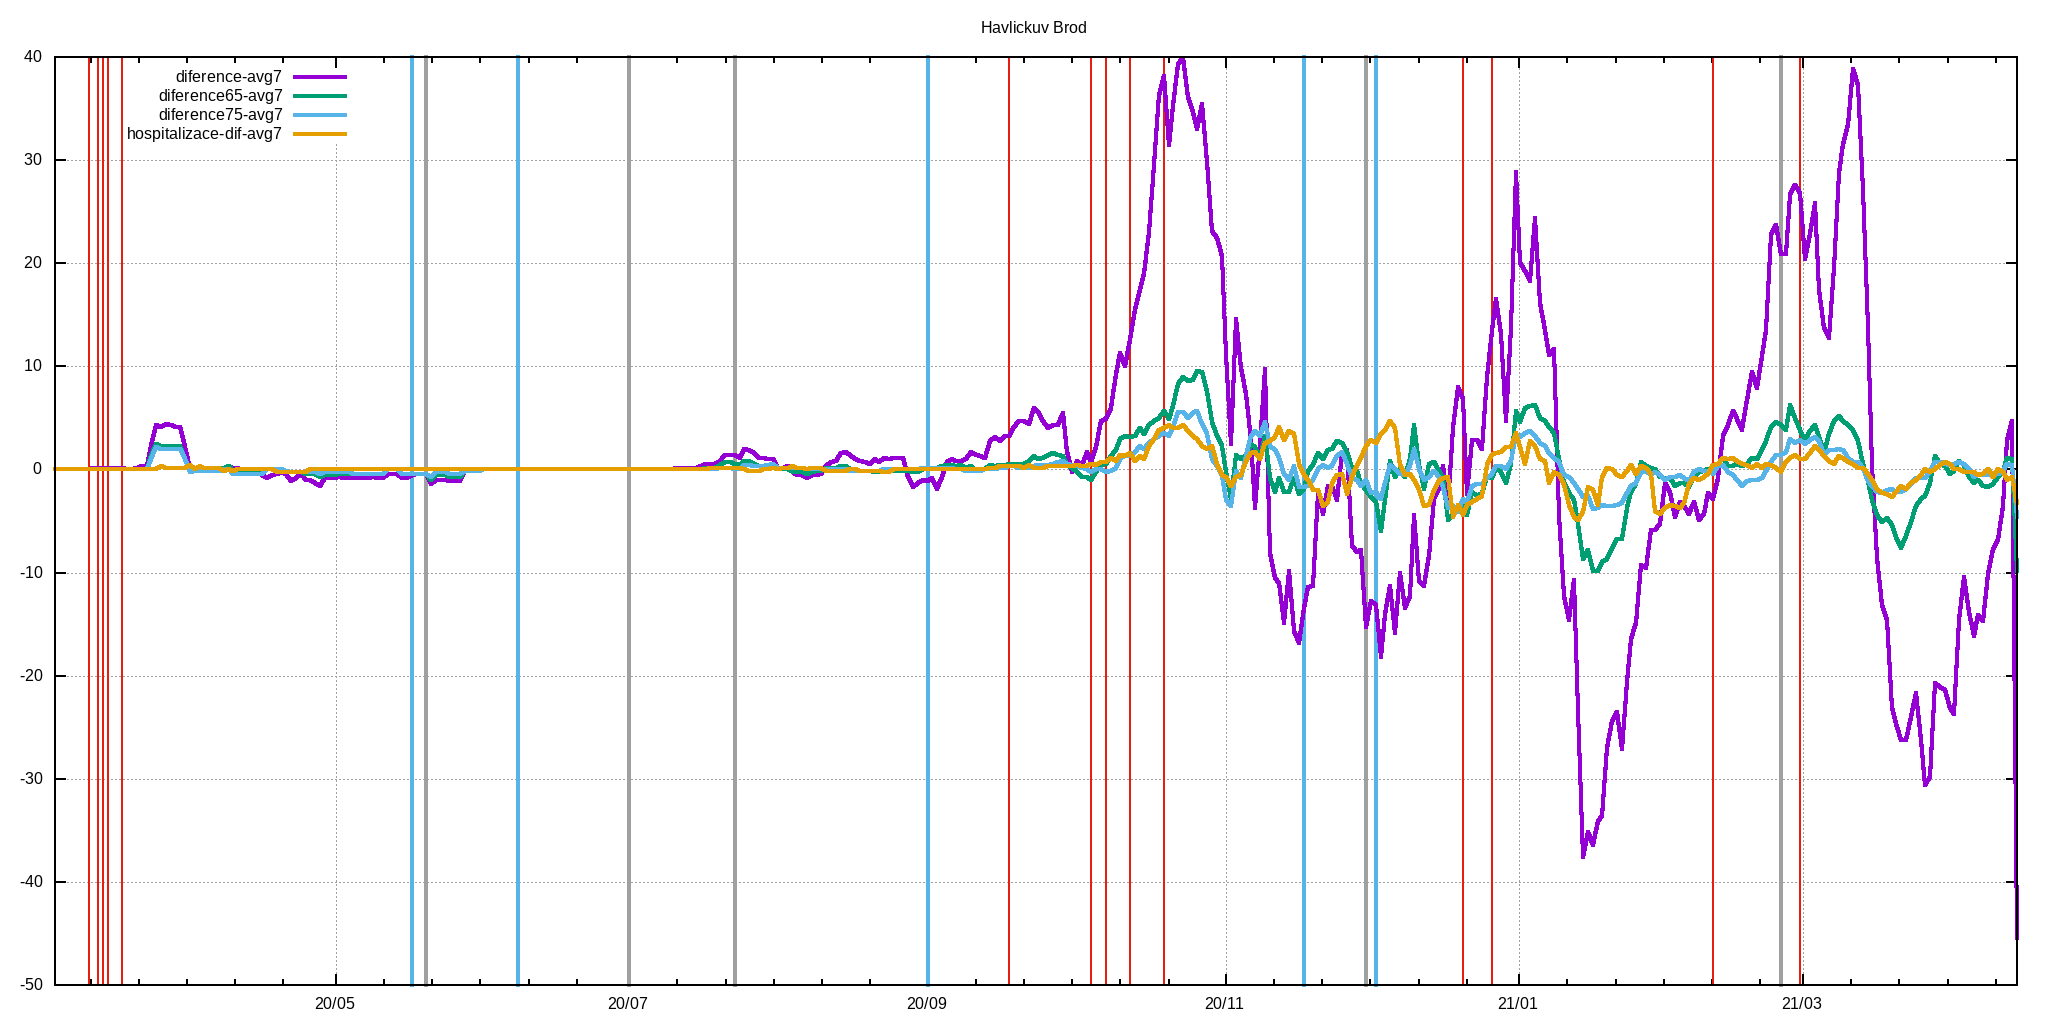 Havlickuv Brod
diference-avg7
diference65-avg7
diference75-avg7
hospitalizace-dif-avg7
40
30
20
10
0
-10
-20
-30
-40
-50
20/05 20/07 20/09 20/11 21/01 21/03